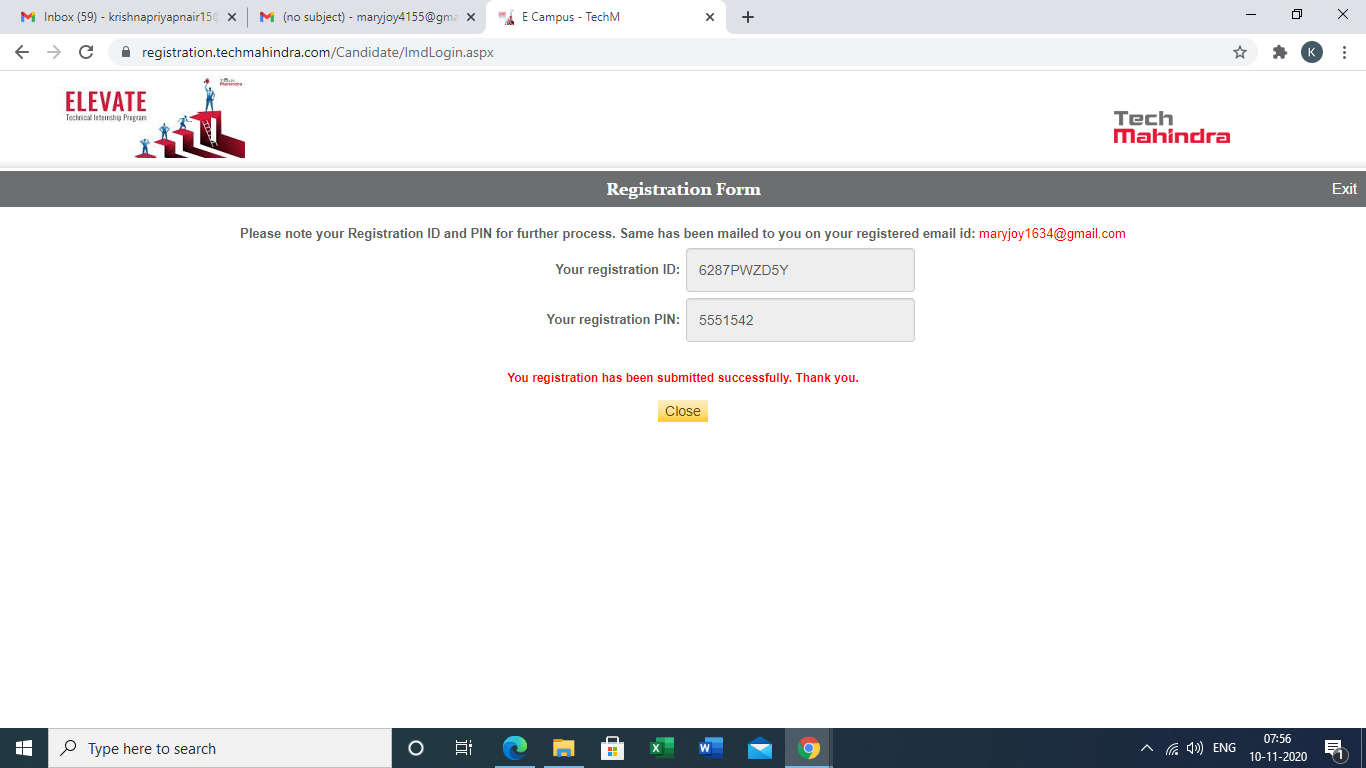 Inbox (59) - krishnapriyapnair15
(no subject) - maryjoy4155@gma
E Campus - TechM
registration.techmahindra.com/Candidate/ImdLogin.aspx
K
ELEVATE
Technical Internship Program
Tech
Mahindra
Registration Form
Exit
Please note your Registration ID and PIN for further process. Same has been mailed to you on your registered email id: maryjoy1634@gmail.com
Your registration ID: 6287PWZD5Y
Your registration PIN: 5551542
You registration has been submitted successfully. Thank you.
Close
Type here to search
ENG
07:56
10-11-2020
1